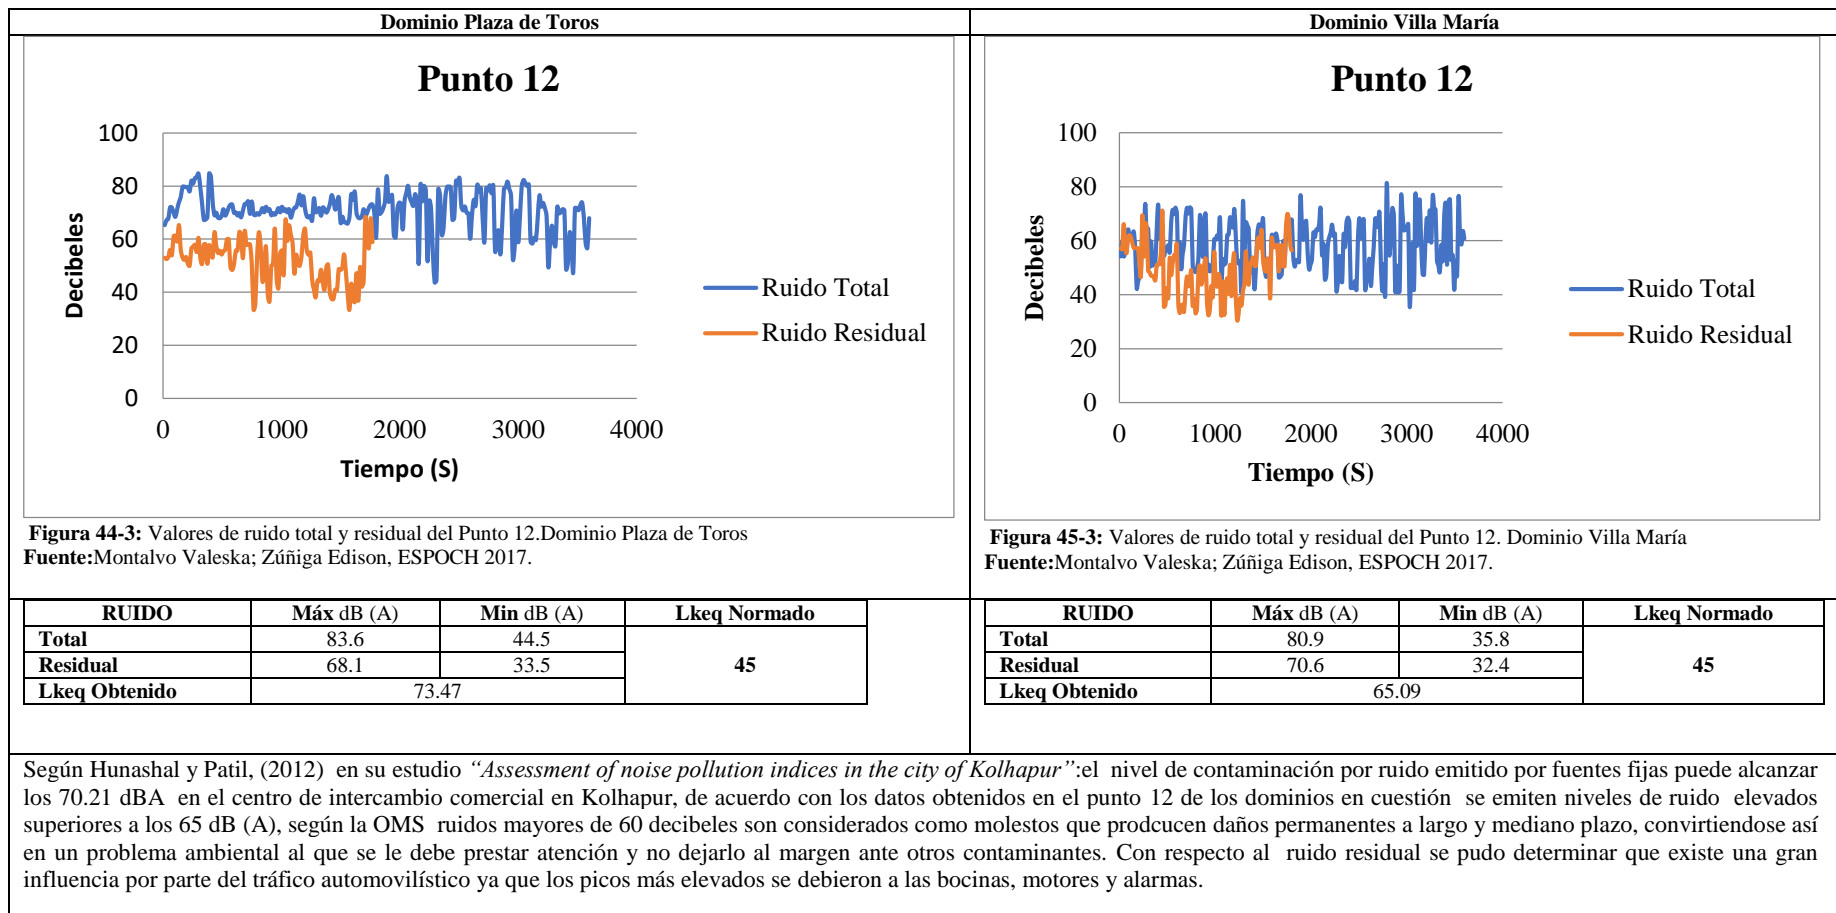 Dominio Plaza de Toros
Punto 12
Decibeles
100
80
60
40
20
0
0 1000 2000 3000 4000
Tiempo (S)
Ruido Total
Ruido Residual
Figura 44-3: Valores de ruido total y residual del Punto 12.Dominio Plaza de Toros
Fuente:Montalvo Valeska; Zúñiga Edison, ESPOCH 2017.
Dominio Villa María
Punto 12
Decibeles
100
80
60
40
20
0
0 1000 2000 3000 4000
Tiempo (S)
Ruido Total
Ruido Residual
Figura 45-3: Valores de ruido total y residual del Punto 12. Dominio Villa María
Fuente:Montalvo Valeska; Zúñiga Edison, ESPOCH 2017.
RUIDO Máx dB (A) Min dB (A) Lkeq Normado
Total 83.6 44.5
Residual 68.1 33.5 45
Lkeq Obtenido 73.47
RUIDO Máx dB (A) Min dB (A) Lkeq Normado
Total 80.9 35.8
Residual 70.6 32.4 45
Lkeq Obtenido 65.09
Según Hunashal y Patil, (2012) en su estudio “Assessment of noise pollution indices in the city of Kolhapur”:el nivel de contaminación por ruido emitido por fuentes fijas puede alcanzar
los 70.21 dBA en el centro de intercambio comercial en Kolhapur, de acuerdo con los datos obtenidos en el punto 12 de los dominios en cuestión se emiten niveles de ruido elevados
superiores a los 65 dB (A), según la OMS ruidos mayores de 60 decibeles son considerados como molestos que prodcucen daños permanentes a largo y mediano plazo, convirtiendose así
en un problema ambiental al que se le debe prestar atención y no dejarlo al margen ante otros contaminantes. Con respecto al ruido residual se pudo determinar que existe una gran
influencia por parte del tráfico automovilístico ya que los picos más elevados se debieron a las bocinas, motores y alarmas.